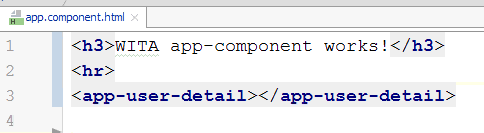 app.component.html
1 <h3>WITA app-component works!</h3>
2 <hr>
3 <app-user-detail></app-user-detail>
4